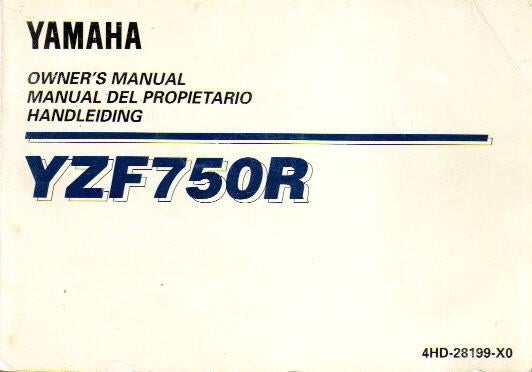 YAMAHA
OWNER'S MANUAL
MANUAL DEL PROPIETARIO
HANDLEIDING
YZF750R
4HD-28199-X0